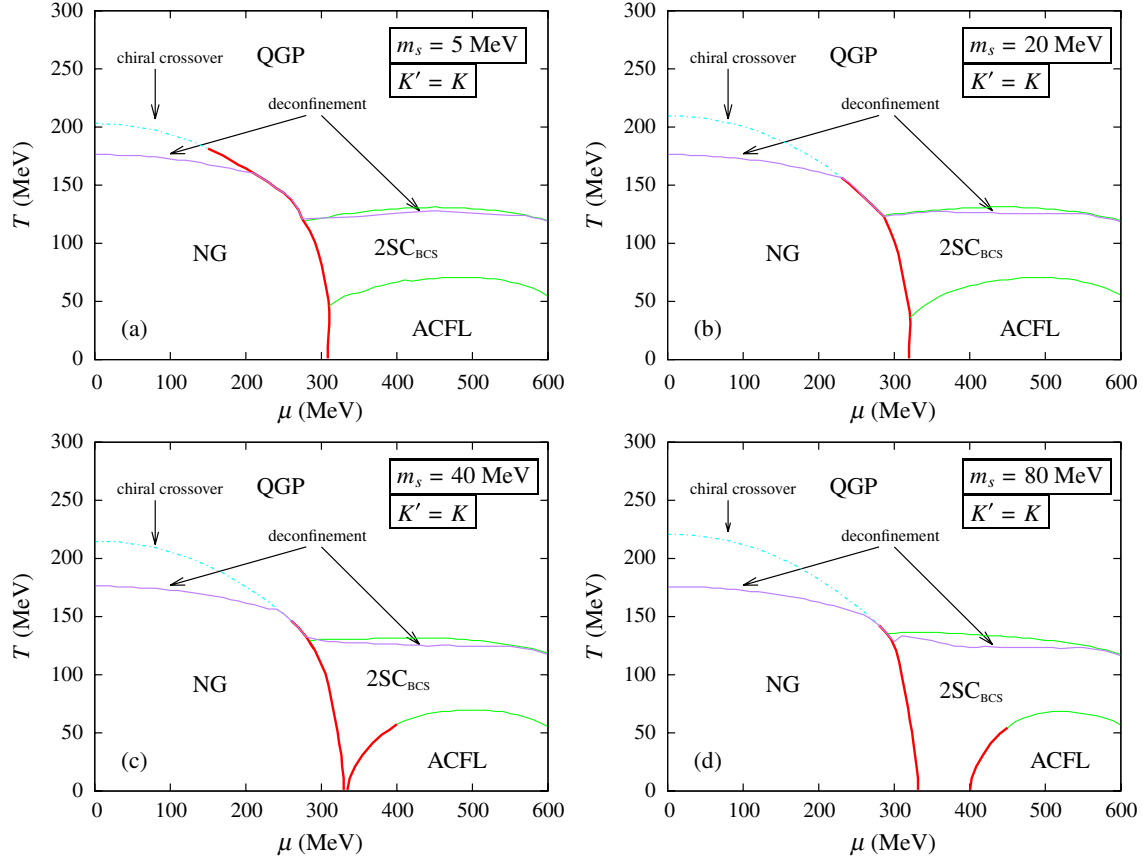 300
250
200
150
100
50
0
T (MeV)
0 100 200 300 400 500 600
μ (MeV)
chiral crossover
QGP
m_s = 5 MeV
K′ = K
deconfinement
NG
2SC_BCS
ACFL
(a)
300
250
200
150
100
50
0
T (MeV)
0 100 200 300 400 500 600
μ (MeV)
chiral crossover
QGP
m_s = 20 MeV
K′ = K
deconfinement
NG
2SC_BCS
ACFL
(b)
300
250
200
150
100
50
0
T (MeV)
0 100 200 300 400 500 600
μ (MeV)
chiral crossover
QGP
m_s = 40 MeV
K′ = K
deconfinement
NG
2SC_BCS
ACFL
(c)
300
250
200
150
100
50
0
T (MeV)
0 100 200 300 400 500 600
μ (MeV)
chiral crossover
QGP
m_s = 80 MeV
K′ = K
deconfinement
NG
2SC_BCS
ACFL
(d)